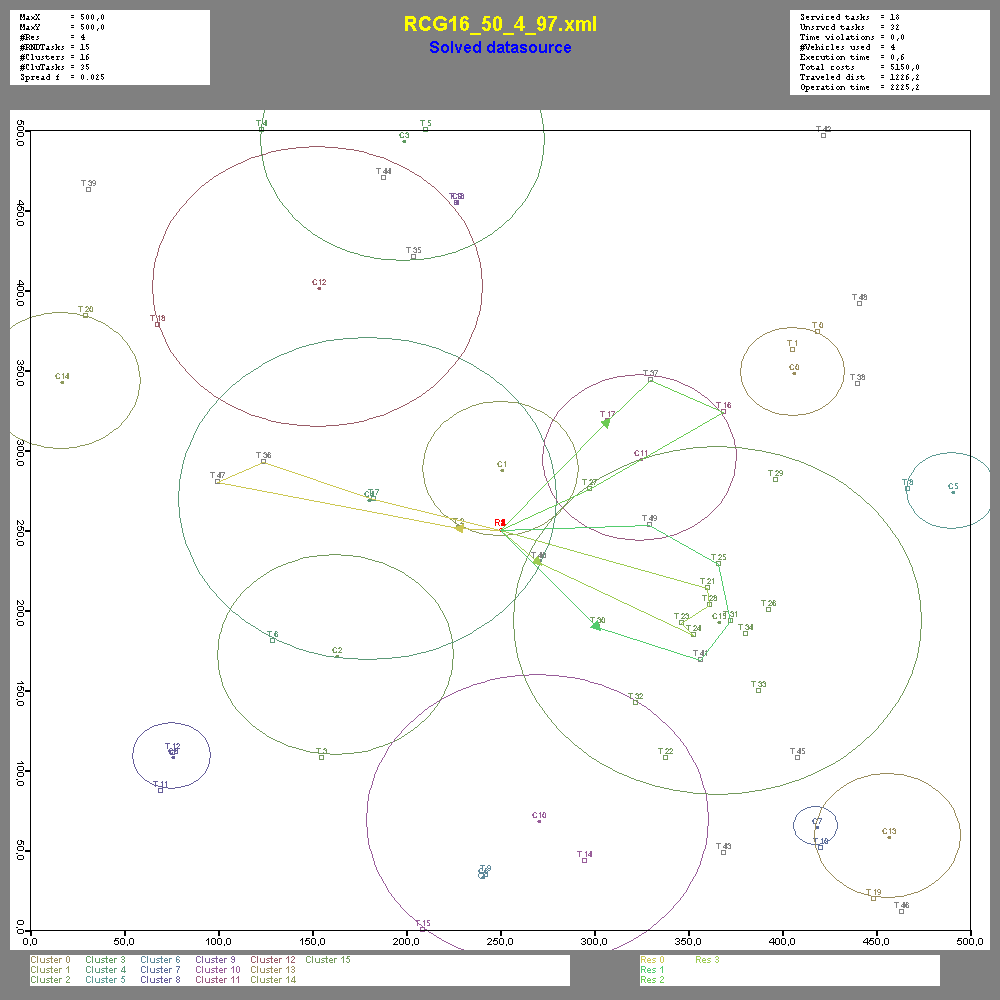 MaxX = 500,0
MaxY = 500,0
#Res = 4
#RNDTasks = 15
#Clusters = 16
#CluTasks = 35
Spread f = 0.025
RCG16_50_4_97.xml
Solved datasource
Serviced tasks = 18
Unsrvcd tasks = 32
Time violations = 0,0
#Vehicles used = 4
Execution time = 0,6
Total costs = 5150,0
Traveled dist = 1226,2
Operation time = 2225,2
500,0
450,0
400,0
350,0
300,0
250,0
200,0
150,0
100,0
50,0
0,0
T 4
T 5
C3
T 42
T 44
T 39
T 35
C12
T 48
T 20
T 18
T 0
T 1
C0
C14
T 37
T 38
T 16
T 17
C11
T 36
C1
T 47
T 27
T 29
T 8
C5
T 7
T 2
T 49
T 40
T 25
T 21
T 28
T 26
T 30
T 23
T 24
C15
T 31
T 34
T 6
C2
T 41
T 33
T 32
T 12
T 3
T 22
T 45
T 11
C10
C7
C13
T 10
T 14
T 43
T 9
T 19
T 46
T 15
0,0 50,0 100,0 150,0 200,0 250,0 300,0 350,0 400,0 450,0 500,0
Cluster 0 Cluster 3 Cluster 6 Cluster 9 Cluster 12 Cluster 15
Cluster 1 Cluster 4 Cluster 7 Cluster 10 Cluster 13
Cluster 2 Cluster 5 Cluster 8 Cluster 11 Cluster 14
Res 0 Res 3
Res 1
Res 2